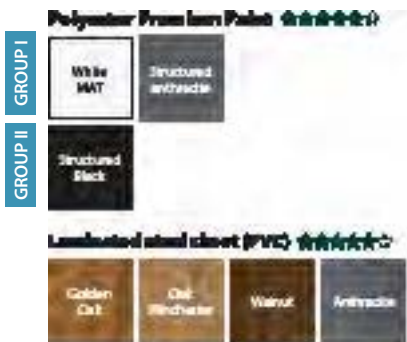 Polyester Premium Paint
GROUP I
White
MAT
Structured
anthracite
GROUP II
Structured
Black
Laminated steel sheet (PVC)
Golden
Oak
Oak
Winchester
Walnut
Anthracite